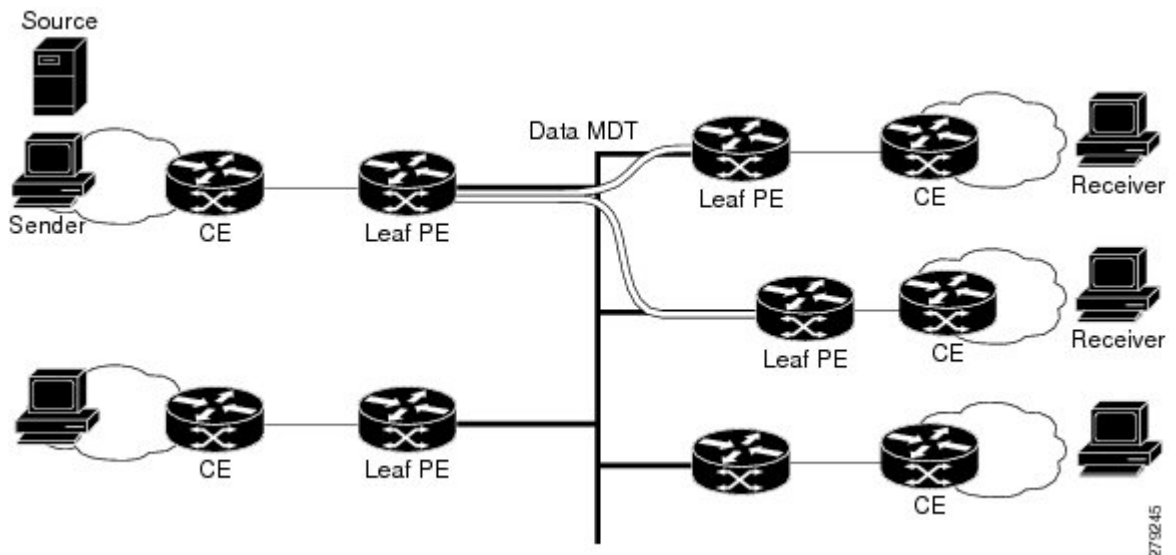 Source
Sender
CE
Leaf PE
Data MDT
Leaf PE
CE
Receiver
Leaf PE
CE
Receiver
CE
Leaf PE
CE
279245